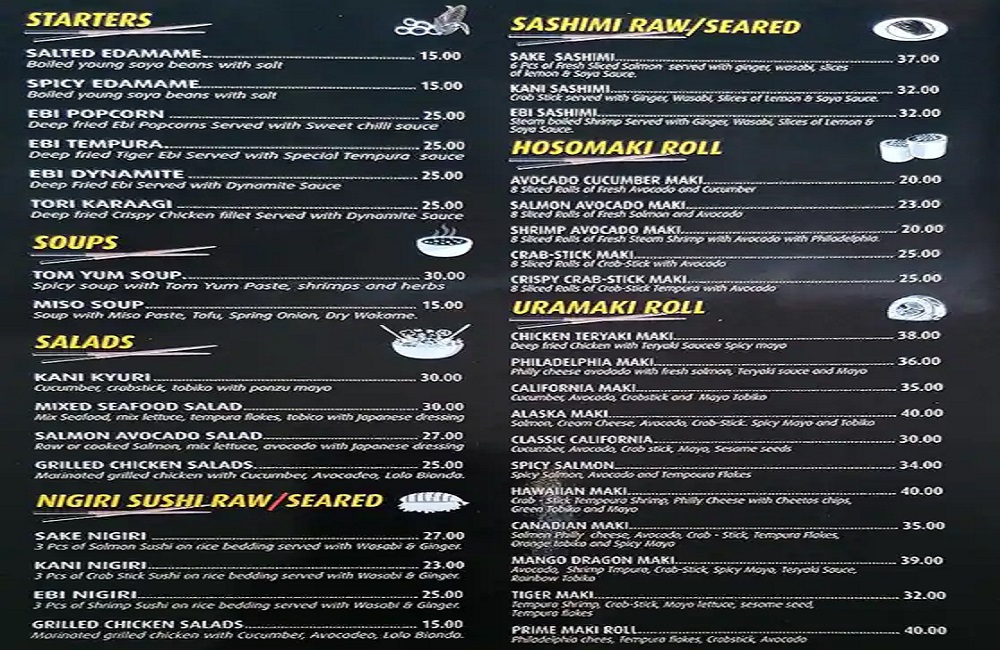 STARTERS
SALTED EDAMAME 15.00
Boiled young soya beans with salt
SPICY EDAMAME 15.00
Boiled young soya beans with salt
EBI POPCORN 25.00
Deep fried Ebi Popcorns Served with Sweet chilli sauce
EBI TEMPURA 25.00
Deep fried Tiger Ebi Served with Special Tempura sauce
EBI DYNAMITE 25.00
Deep Fried Ebi Served with Dynamite Sauce
TORI KARAAGI 25.00
Deep fried Crispy Chicken fillet Served with Dynamite Sauce
SOUPS
TOM YUM SOUP 30.00
Spicy soup with Tom Yum Paste, shrimps and herbs
MISO SOUP 15.00
Soup with Miso Paste, Tofu, Spring Onion, Dry Wakame.
SALADS
KANI KYURI 30.00
Cucumber, crabstick, tobiko with ponzu mayo
MIXED SEAFOOD SALAD 30.00
Mix Seafood, mix lettuce, tempura flakes, tobico with Japanese dressing
SALMON AVOCADO SALAD 27.00
Raw or cooked Salmon, mix lettuce, avocado with Japanese dressing
GRILLED CHICKEN SALADS 25.00
Marinated grilled chicken with Cucumber, Avocadeo, Lolo Bionda.
NIGIRI SUSHI RAW/SEARED
SAKE NIGIRI 27.00
3 Pcs of Salmon Sushi on rice bedding served with Wasabi & Ginger.
KANI NIGIRI 23.00
3 Pcs of Crab Stick Sushi on rice bedding served with Wasabi & Ginger.
EBI NIGIRI 25.00
3 Pcs of Shrimp Sushi on rice bedding served with Wasabi & Ginger.
GRILLED CHICKEN SALADS 15.00
Marinated grilled chicken with Cucumber, Avocadeo, Lolo Bionda.
SASHIMI RAW/SEARED
SAKE SASHIMI 37.00
6 Pcs of Fresh Sliced Salmon served with ginger, wasabi, slices
of lemon & Soya Sauce.
KANI SASHIMI 32.00
Crab Stick served with Ginger, Wasabi, Slices of Lemon & Soya Sauce.
EBI SASHIMI 32.00
Steam boiled Shrimp Served with Ginger, Wasabi, Slices of Lemon &
Soya Sauce.
HOSOMAKI ROLL
AVOCADO CUCUMBER MAKI 20.00
8 Sliced Rolls of Fresh Avocado and Cucumber
SALMON AVOCADO MAKI 23.00
8 Sliced Rolls of Fresh Salmon and Avocado
SHRIMP AVOCADO MAKI 20.00
8 Sliced Rolls of Fresh Steam Shrimp with Avocado with Philadelphia.
CRAB-STICK MAKI 25.00
8 Sliced Rolls of Crab-Stick with Avocado
CRISPY CRAB-STICK MAKI 25.00
8 Sliced Rolls of Crab-Stick Tempura with Avocado
URAMAKI ROLL
CHICKEN TERYAKI MAKI 38.00
Deep fried Chicken with Teryaki Sauce& Spicy mayo
PHILADELPHIA MAKI 36.00
Philly cheese avodado with fresh salmon, Teryaki sauce and Mayo
CALIFORNIA MAKI 35.00
Cucumber, Avocado, Crabstick and Mayo Tobiko
ALASKA MAKI 40.00
Salmon, Cream Cheese, Avocado, Crab-Stick. Spicy Mayo and Tobiko
CLASSIC CALIFORNIA 30.00
Cucumber, Avocado, Crab stick, Mayo, Sesame seeds
SPICY SALMON 34.00
Spicy Salmon, Avocado and Tempoura Flakes
HAWAIIAN MAKI 40.00
Crab - Stick Tempoura Shrimp, Philly Cheese with Cheetos chips,
Green Tobiko and Mayo
CANADIAN MAKI 35.00
Salmon Philly cheese, Avocado, Crab - Stick, Tempura Flakes,
Orange tobiko and Spicy Mayo
MANGO DRAGON MAKI 39.00
Avocado, Shrimp Tmpura, Crab-Stick, Spicy Mayo, Teryaki Sauce,
Rainbow Tobiko
TIGER MAKI 32.00
Tempura Shrimp, Crab-Stick, Mayo lettuce, sesome seed,
Tempura flakes
PRIME MAKI ROLL 40.00
Philadelphia chees, Tempura flakes, Crabstick, Avocado